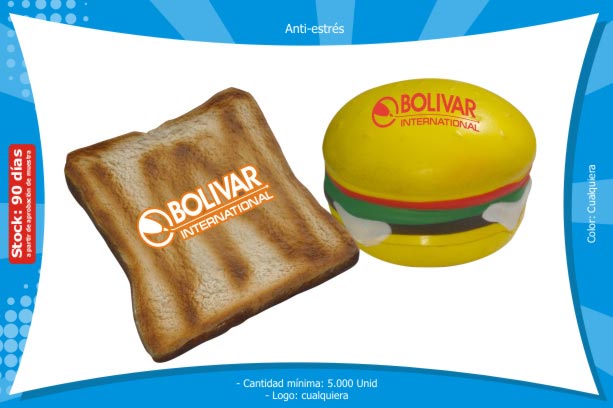 Anti-estrés
BOLIVAR
INTERNATIONAL
BOLIVAR
INTERNATIONAL
Stock: 90 días
a partir de aprobación de muestra
Color: Cualquiera
- Cantidad mínima: 5.000 Unid
- Logo: cualquiera